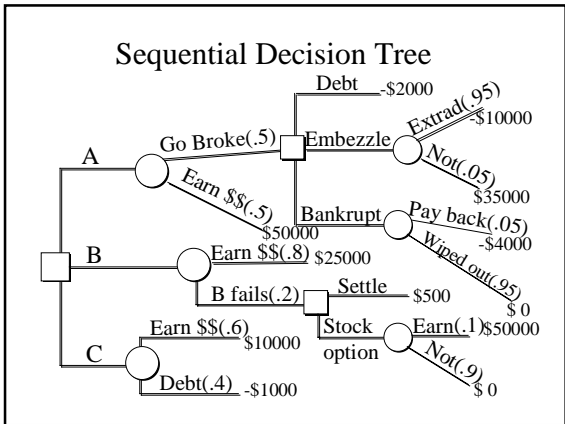 Sequential Decision Tree
Debt
-$2000
Extrad(.95)
-$10000
Go Broke(.5)
Embezzle
A
Not(.05)
$35000
Earn $$(.5)
$50000
Bankrupt
Pay back(.05)
-$4000
Wiped out(.95)
$ 0
B
Earn $$(.8)
$25000
B fails(.2)
Settle
$500
Stock
option
Earn(.1)
$50000
Not(.9)
$ 0
Earn $$(.6)
$10000
C
Debt(.4)
-$1000